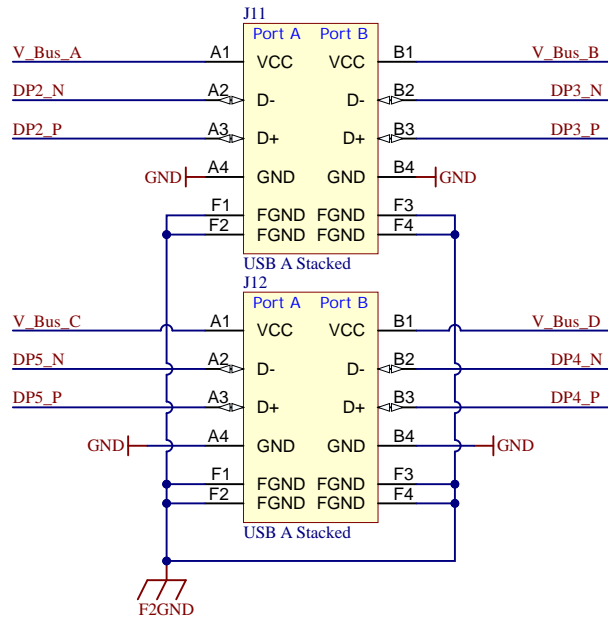 J11
Port A Port B
V_Bus_A A1 VCC VCC B1 V_Bus_B
DP2_N A2 D- D- B2 DP3_N
DP2_P A3 D+ D+ B3 DP3_P
GND A4 GND GND B4 GND
F1 FGND FGND F3
F2 FGND FGND F4
USB A Stacked
J12
Port A Port B
V_Bus_C A1 VCC VCC B1 V_Bus_D
DP5_N A2 D- D- B2 DP4_N
DP5_P A3 D+ D+ B3 DP4_P
GND A4 GND GND B4 GND
F1 FGND FGND F3
F2 FGND FGND F4
USB A Stacked
F2GND